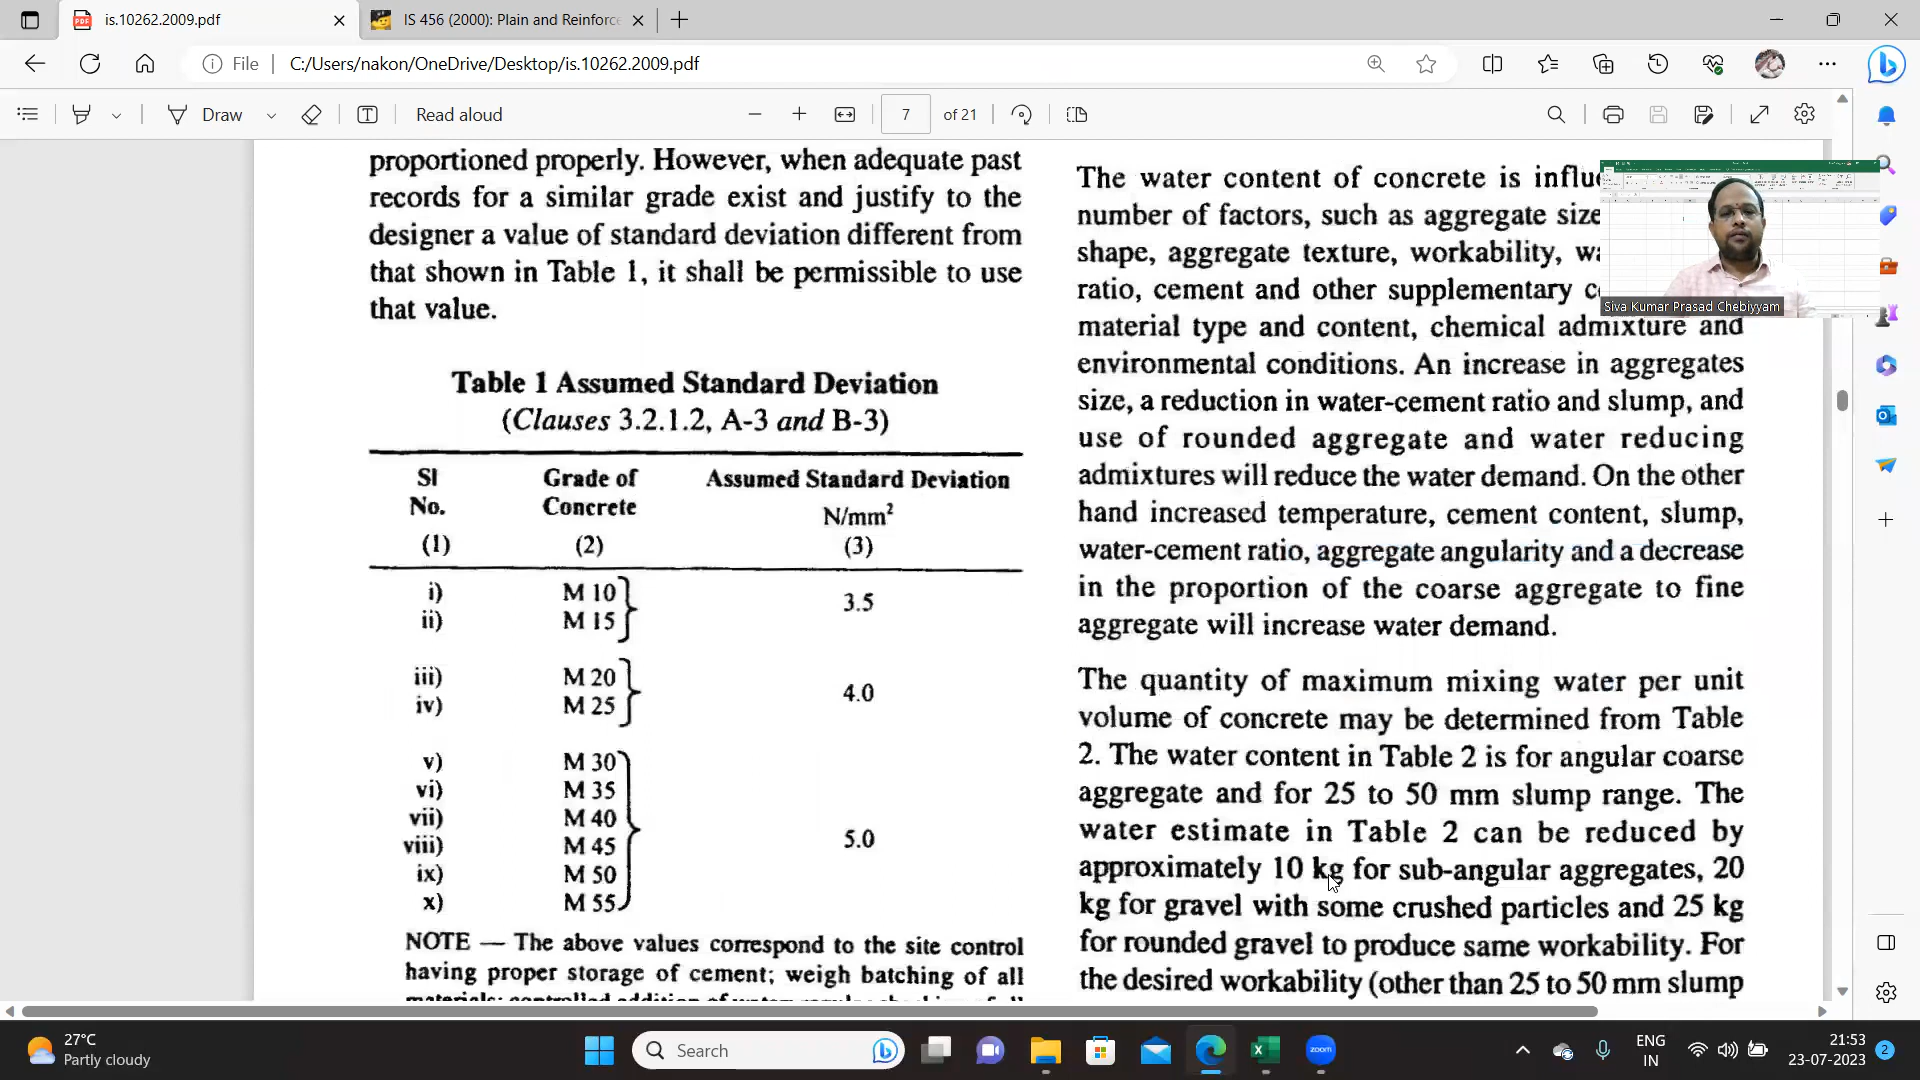 is.10262.2009.pdf
IS 456 (2000): Plain and Reinforc
File
C:/Users/nakon/OneDrive/Desktop/is.10262.2009.pdf
Draw
Read aloud
7
of 21
proportioned properly. However, when adequate past
records for a similar grade exist and justify to the
designer a value of standard deviation different from
that shown in Table 1, it shall be permissible to use
that value.
Table 1 Assumed Standard Deviation
(Clauses 3.2.1.2, A-3 and B-3)
Sl No.
Grade of Concrete
Assumed Standard Deviation
N/mm²
(1) (2) (3)
i) M 10
3.5
ii) M 15
iii) M 20
4.0
iv) M 25
v) M 30
vi) M 35
vii) M 40
5.0
viii) M 45
ix) M 50
x) M 55
NOTE — The above values correspond to the site control
having proper storage of cement; weigh batching of all
The water content of concrete is
number of factors, such as aggregate size
shape, aggregate texture, workability,
ratio, cement and other supplementary
material type and content, chemical admixture and
environmental conditions. An increase in aggregates
size, a reduction in water-cement ratio and slump, and
use of rounded aggregate and water reducing
admixtures will reduce the water demand. On the other
hand increased temperature, cement content, slump,
water-cement ratio, aggregate angularity and a decrease
in the proportion of the coarse aggregate to fine
aggregate will increase water demand.
The quantity of maximum mixing water per unit
volume of concrete may be determined from Table
2. The water content in Table 2 is for angular coarse
aggregate and for 25 to 50 mm slump range. The
water estimate in Table 2 can be reduced by
approximately 10 kg for sub-angular aggregates, 20
kg for gravel with some crushed particles and 25 kg
for rounded gravel to produce same workability. For
the desired workability (other than 25 to 50 mm slump
Siva Kumar Prasad Chebiyyam
27°C
Partly cloudy
Search
zoom
ENG
IN
21:53
23-07-2023
2